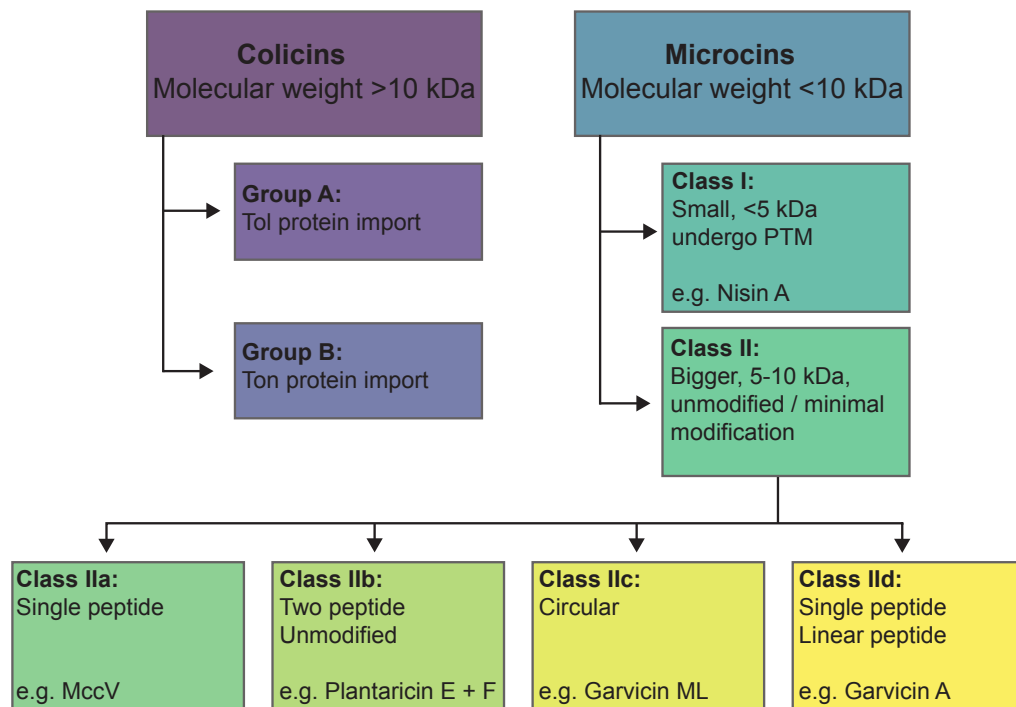 Colicins
Molecular weight >10 kDa
Microcins
Molecular weight <10 kDa
Group A:
Tol protein import
Group B:
Ton protein import
Class I:
Small, <5 kDa
undergo PTM
e.g. Nisin A
Class II:
Bigger, 5-10 kDa,
unmodified / minimal
modification
Class IIa:
Single peptide
e.g. MccV
Class IIb:
Two peptide
Unmodified
e.g. Plantaricin E + F
Class IIc:
Circular
e.g. Garvicin ML
Class IId:
Single peptide
Linear peptide
e.g. Garvicin A